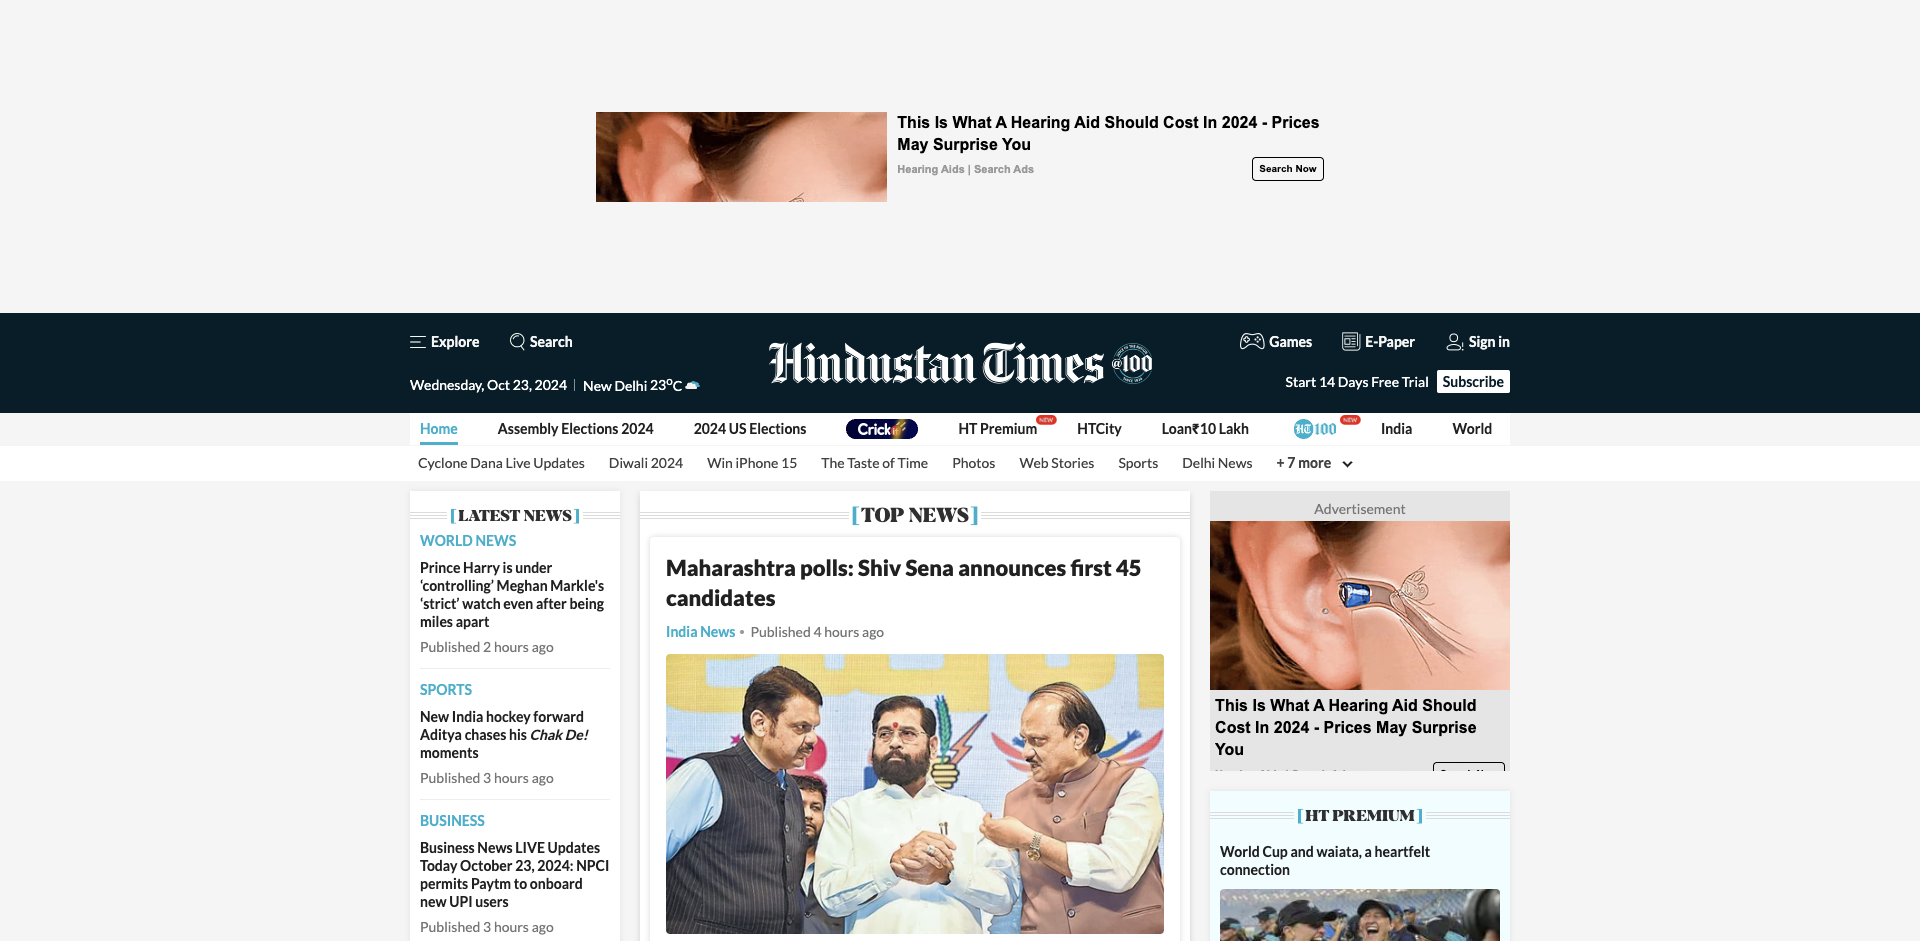 This Is What A Hearing Aid Should Cost In 2024 - Prices
May Surprise You
Hearing Aids | Search Ads
Search Now
Explore
Search
Hindustan Times
@100
Games
E-Paper
Sign in
Wednesday, Oct 23, 2024
New Delhi 23°C
Start 14 Days Free Trial
Subscribe
Home
Assembly Elections 2024
2024 US Elections
Crick
HT Premium
NEW
HTCity
Loan₹10 Lakh
HT 100
NEW
India
World
Cyclone Dana Live Updates
Diwali 2024
Win iPhone 15
The Taste of Time
Photos
Web Stories
Sports
Delhi News
+ 7 more
[LATEST NEWS]
WORLD NEWS
Prince Harry is under
‘controlling’ Meghan Markle's
‘strict’ watch even after being
miles apart
Published 2 hours ago
SPORTS
New India hockey forward
Aditya chases his Chak De!
moments
Published 3 hours ago
BUSINESS
Business News LIVE Updates
Today October 23, 2024: NPCI
permits Paytm to onboard
new UPI users
Published 3 hours ago
[TOP NEWS]
Maharashtra polls: Shiv Sena announces first 45
candidates
India News • Published 4 hours ago
Advertisement
This Is What A Hearing Aid Should
Cost In 2024 - Prices May Surprise
You
[HT PREMIUM]
World Cup and waiata, a heartfelt
connection